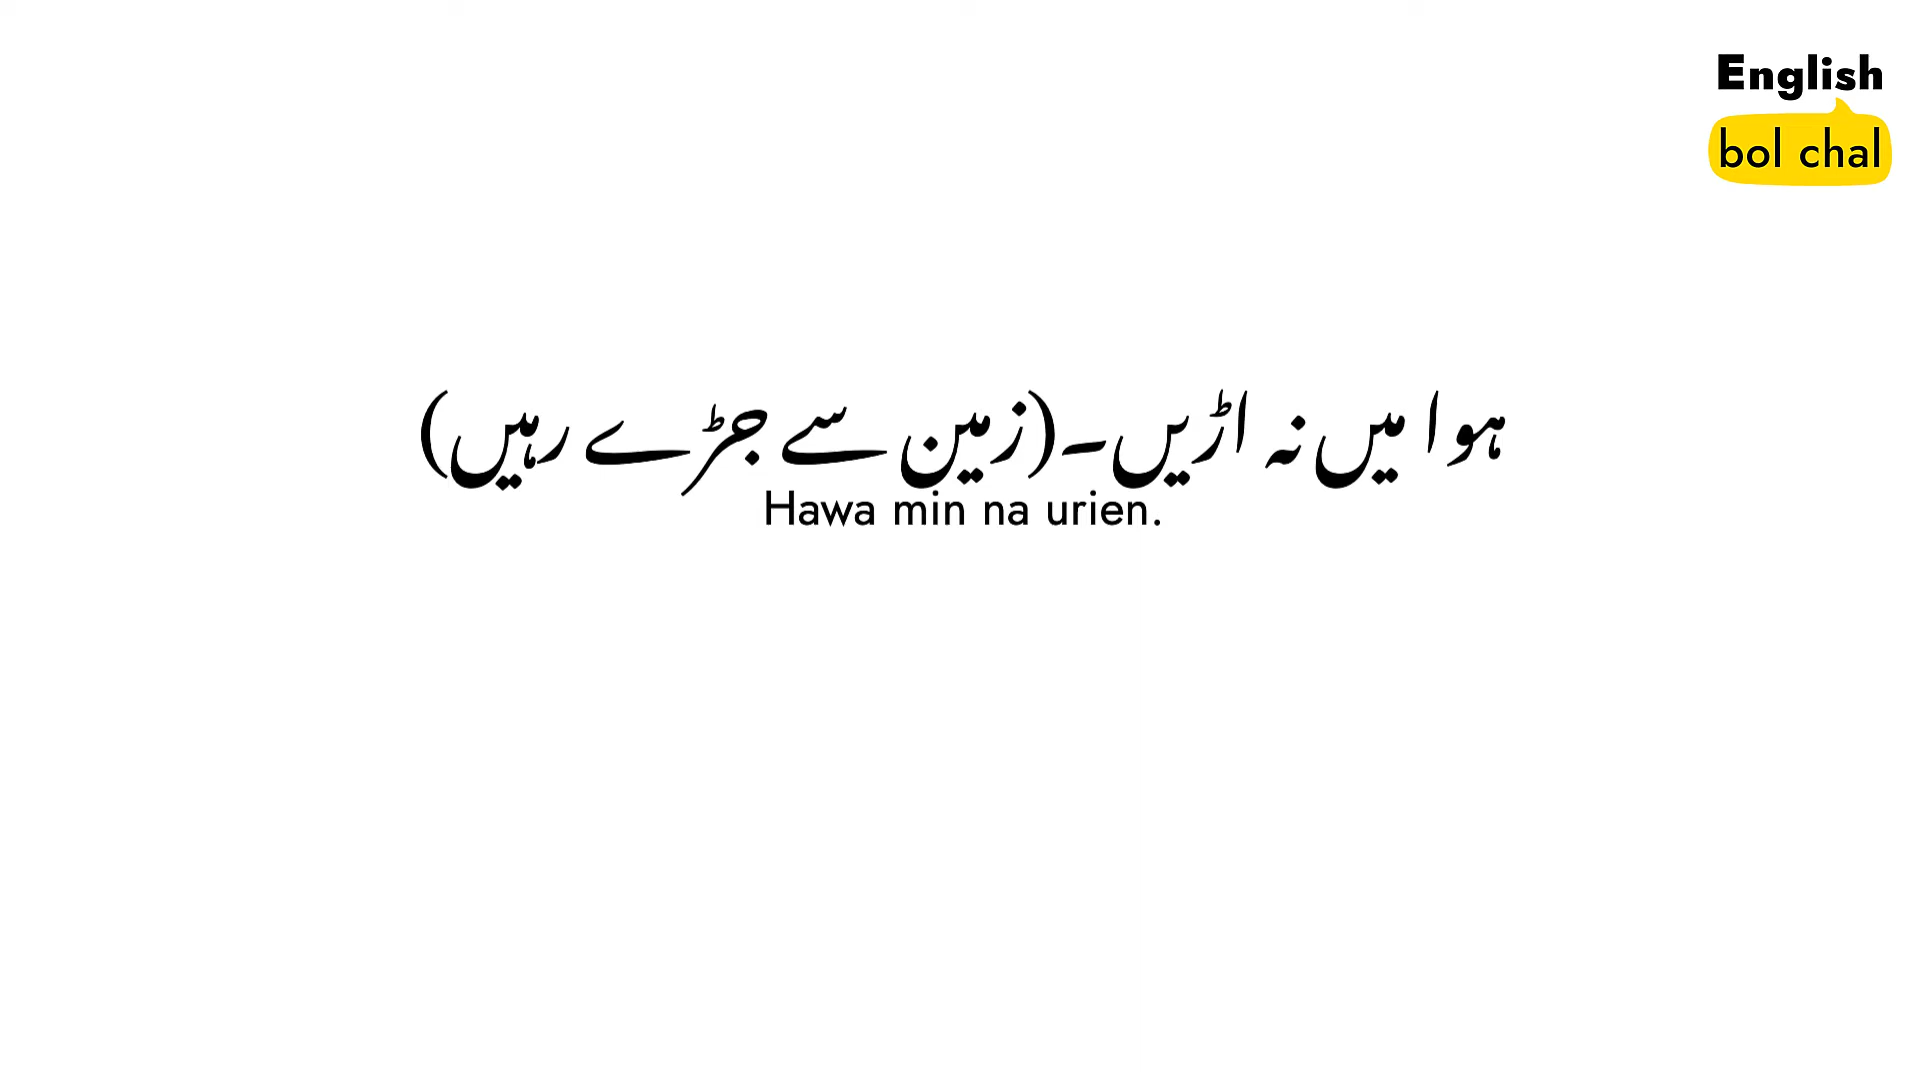 English
bol chal
ہوا میں نہ اڑیں۔(زمین سے جڑے رہیں)
Hawa min na urien.